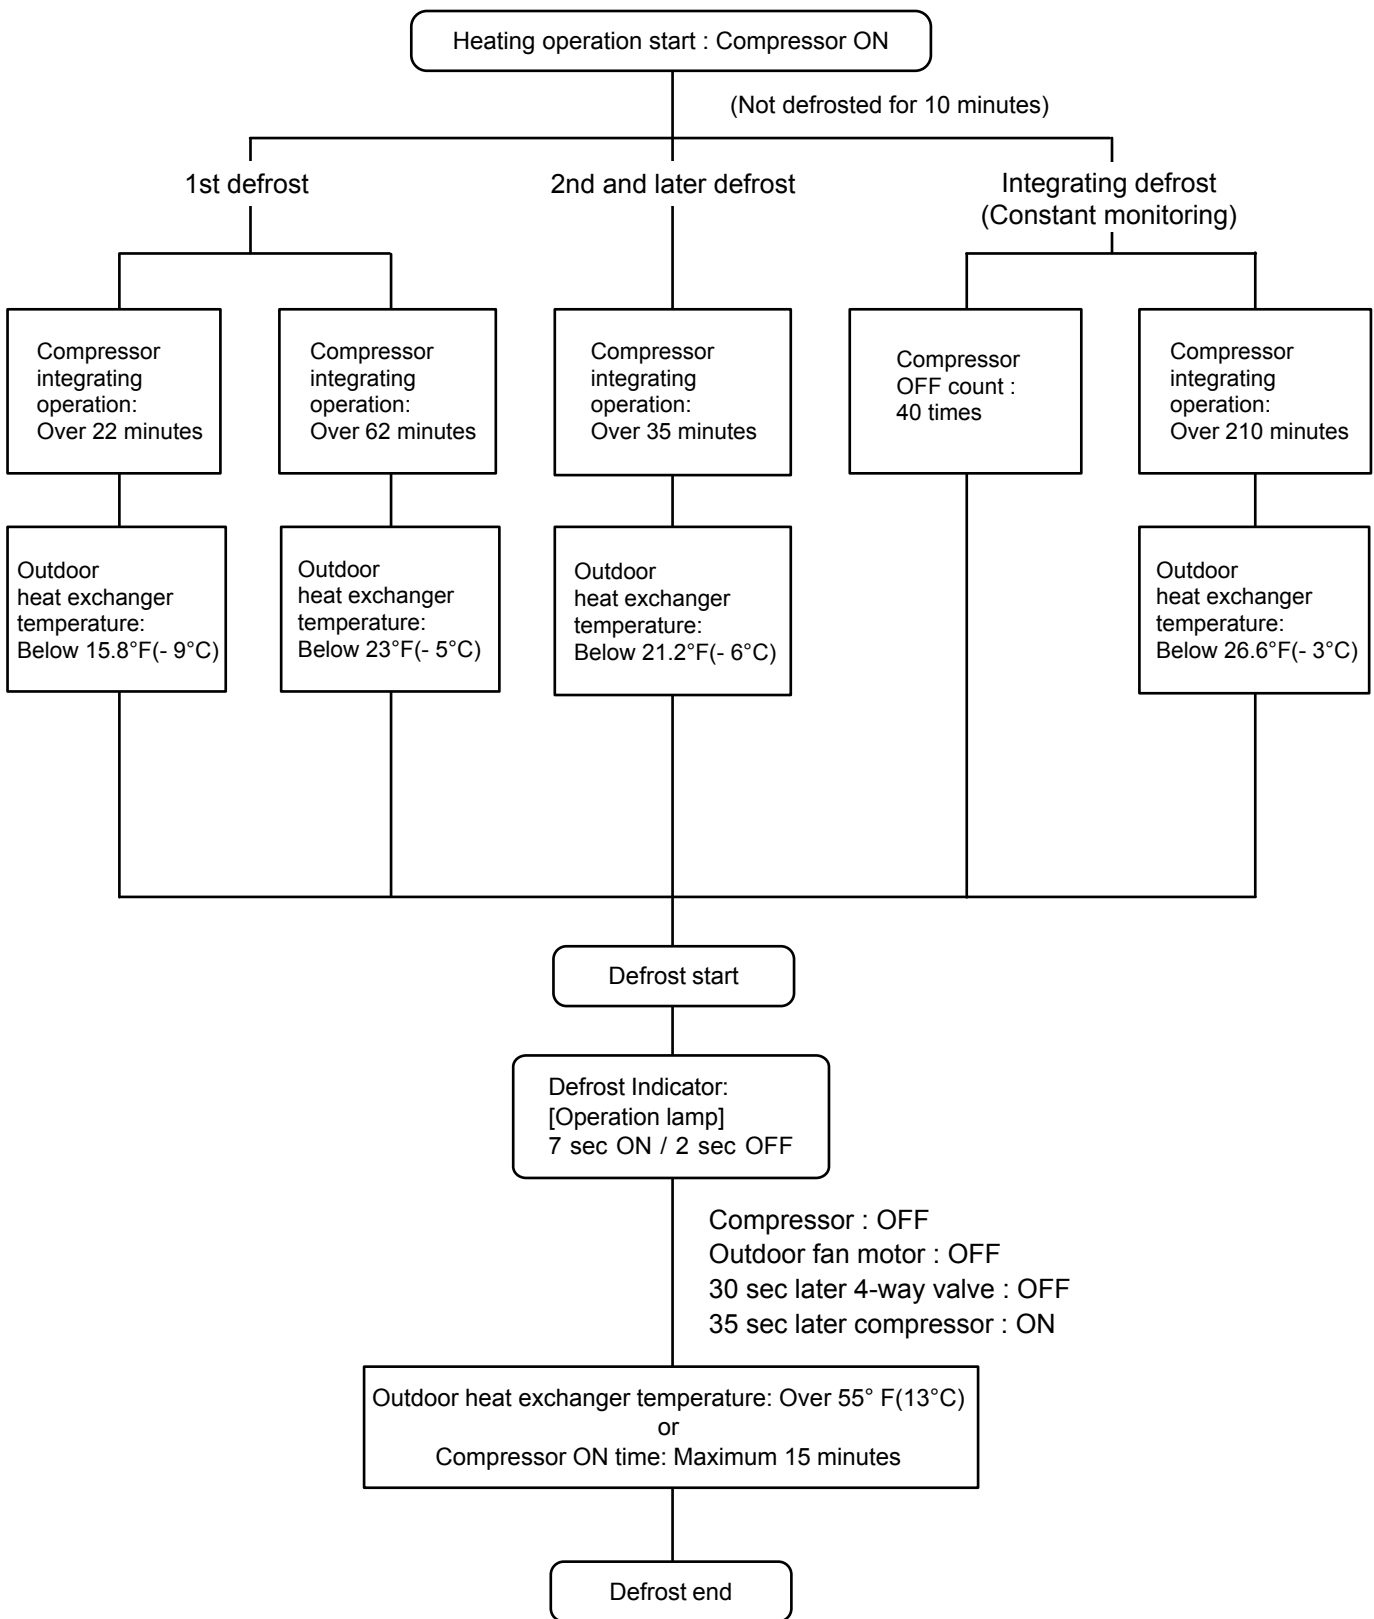 Heating operation start : Compressor ON
(Not defrosted for 10 minutes)
1st defrost
2nd and later defrost
Integrating defrost
(Constant monitoring)
Compressor
integrating
operation:
Over 22 minutes
Compressor
integrating
operation:
Over 62 minutes
Compressor
integrating
operation:
Over 35 minutes
Compressor
OFF count :
40 times
Compressor
integrating
operation:
Over 210 minutes
Outdoor
heat exchanger
temperature:
Below 15.8°F(- 9°C)
Outdoor
heat exchanger
temperature:
Below 23°F(- 5°C)
Outdoor
heat exchanger
temperature:
Below 21.2°F(- 6°C)
Outdoor
heat exchanger
temperature:
Below 26.6°F(- 3°C)
Defrost start
Defrost Indicator:
[Operation lamp]
7 sec ON / 2 sec OFF
Compressor : OFF
Outdoor fan motor : OFF
30 sec later 4-way valve : OFF
35 sec later compressor : ON
Outdoor heat exchanger temperature: Over 55° F(13°C)
or
Compressor ON time: Maximum 15 minutes
Defrost end